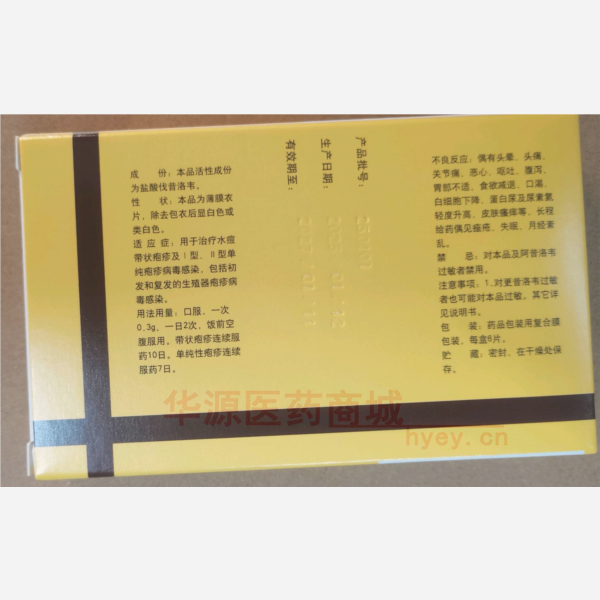 成　份：本品活性成份
为盐酸伐昔洛韦。
性　状：本品为薄膜衣
片，除去包衣后显白色或
类白色。
适 应 症：用于治疗水痘
带状疱疹及Ⅰ型、Ⅱ型单
纯疱疹病毒感染，包括初
发和复发的生殖器疱疹病
毒感染。
用法用量：口服，一次
0.3g，一日2次，饭前空
腹服用。带状疱疹连续服
药10日。单纯性疱疹连续
服药7日。
产品批号：
生产日期：
有效期至：
不良反应：偶有头晕、头痛、
关节痛、恶心、呕吐、腹泻、
胃部不适、食欲减退、口渴、
白细胞下降、蛋白尿及尿素氮
轻度升高、皮肤瘙痒等，长程
给药偶见痤疮、失眠、月经紊
乱。
禁　忌：对本品及阿昔洛韦
过敏者禁用。
注意事项：1.对更昔洛韦过敏
者也可能对本品过敏。其它详
见说明书。
包　装：药品包装用复合膜
包装，每盒6片。
贮　藏：密封，在干燥处保
存。
华源医药商城
hyey.cn